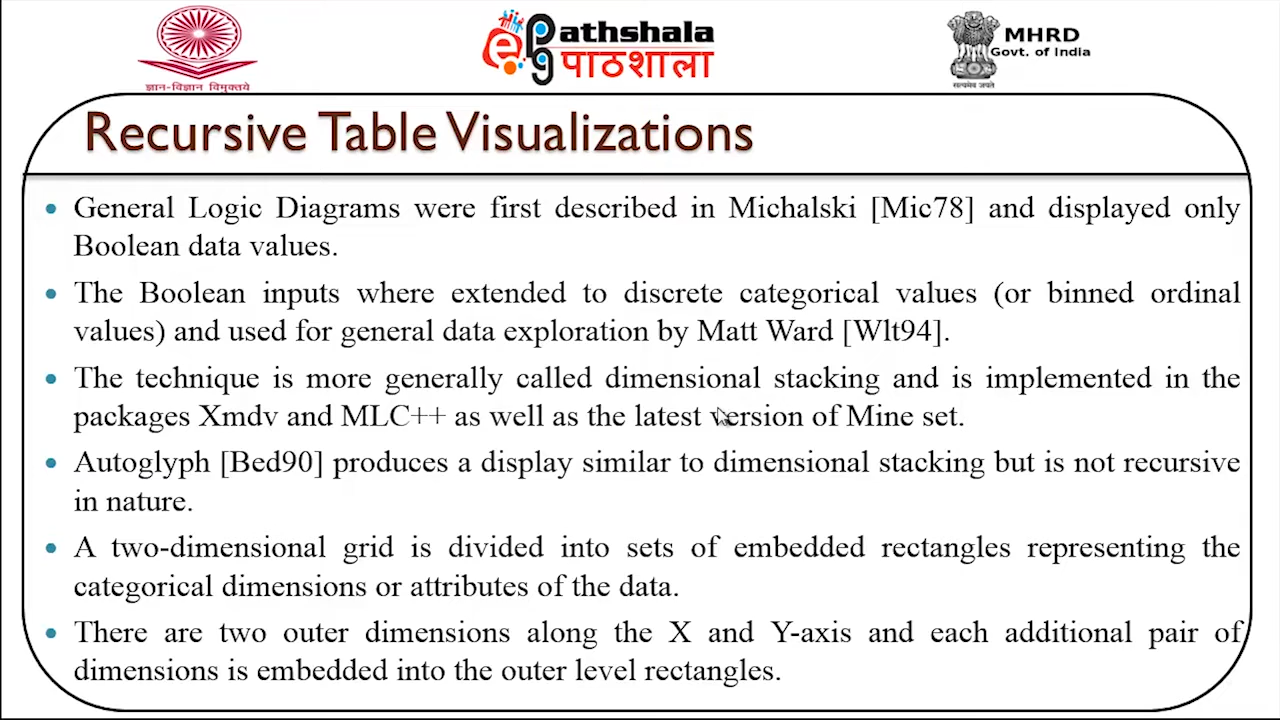 ज्ञान-विज्ञान विमुक्तये
e pg Pathshala
पाठशाला
MHRD
Govt. of India
सत्यमेव जयते
Recursive Table Visualizations
• General Logic Diagrams were first described in Michalski [Mic78] and displayed only
Boolean data values.
• The Boolean inputs where extended to discrete categorical values (or binned ordinal
values) and used for general data exploration by Matt Ward [Wlt94].
• The technique is more generally called dimensional stacking and is implemented in the
packages Xmdv and MLC++ as well as the latest version of Mine set.
• Autoglyph [Bed90] produces a display similar to dimensional stacking but is not recursive
in nature.
• A two-dimensional grid is divided into sets of embedded rectangles representing the
categorical dimensions or attributes of the data.
• There are two outer dimensions along the X and Y-axis and each additional pair of
dimensions is embedded into the outer level rectangles.